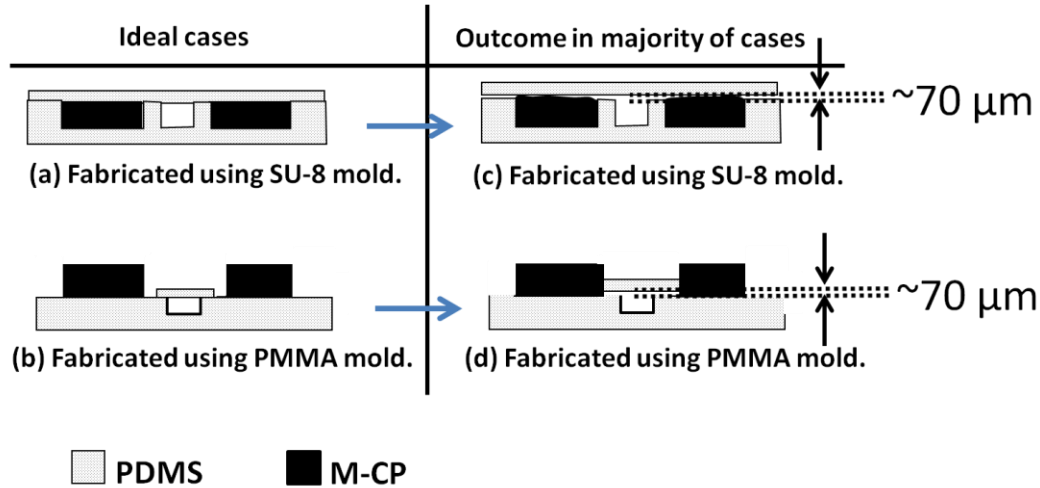 Ideal cases
Outcome in majority of cases
~70 µm
(a) Fabricated using SU-8 mold.
(c) Fabricated using SU-8 mold.
~70 µm
(b) Fabricated using PMMA mold.
(d) Fabricated using PMMA mold.
PDMS
M-CP